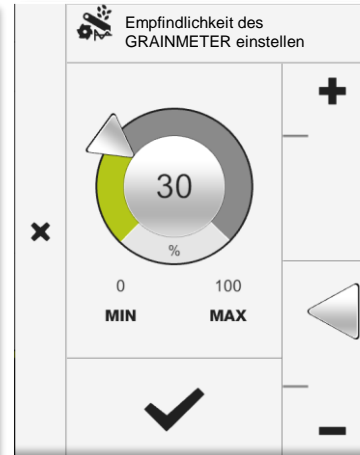 Empfindlichkeit des
GRAINMETER einstellen
30
%
0 100
MIN MAX